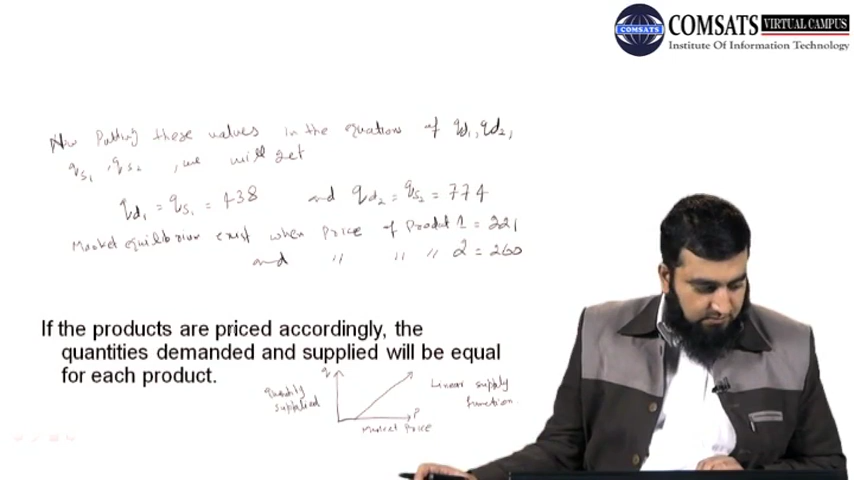 COMSATS VIRTUAL CAMPUS
Institute Of Information Technology
COMSATS
Now Putting these values in the equations of qd1, qd2,
qs1, qs2, we will get
qd1 = qs1 = 438 and qd2 = qs2 = 774
Market equilibrium exist when Price of Product 1 = 221
and " " " 2 = 260
If the products are priced accordingly, the
quantities demanded and supplied will be equal
for each product.
q
Quantity
supplied
Linear supply
function
P
Market Price